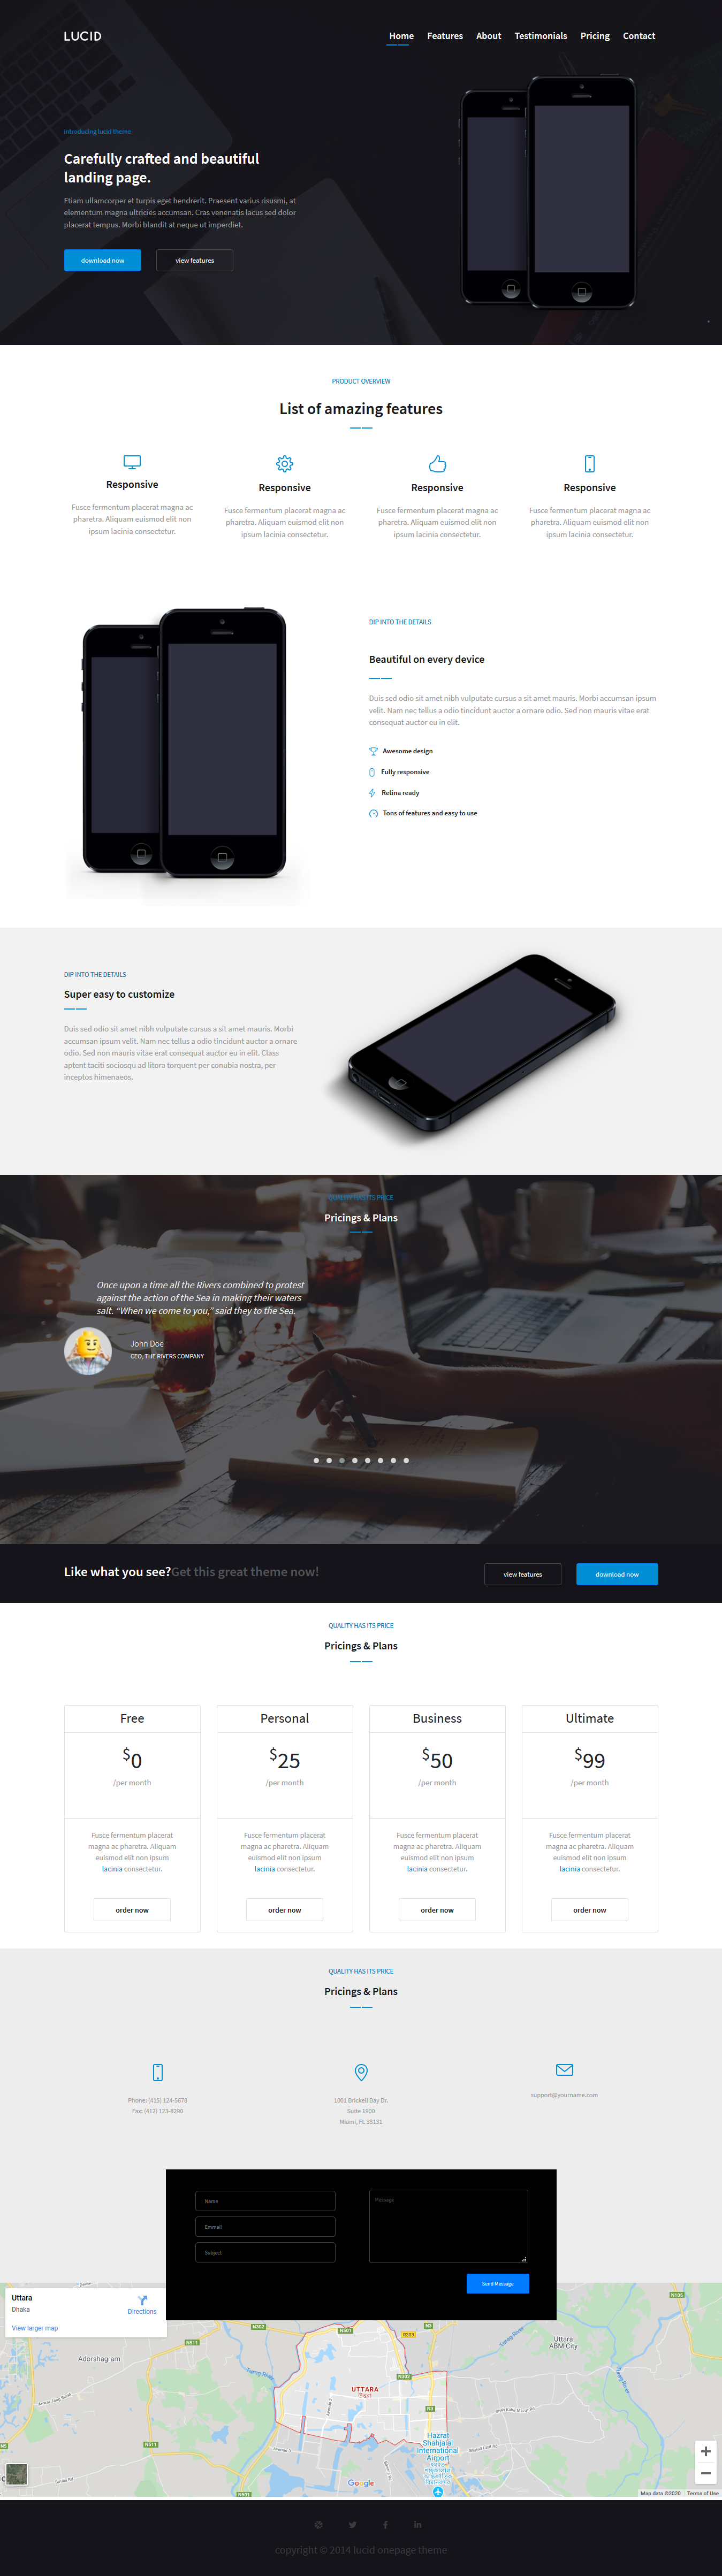 LUCID
Home Features About Testimonials Pricing Contact
introducing lucid theme
Carefully crafted and beautiful
landing page.
Etiam ullamcorper et turpis eget hendrerit. Praesent varius risusmi, at
elementum magna ultricies accumsan. Cras venenatis lacus sed dolor
placerat tempus. Morbi blandit at neque ut imperdiet.
download now
view features
PRODUCT OVERVIEW
List of amazing features
Responsive
Fusce fermentum placerat magna ac
pharetra. Aliquam euismod elit non
ipsum lacinia consectetur.
Responsive
Fusce fermentum placerat magna ac
pharetra. Aliquam euismod elit non
ipsum lacinia consectetur.
Responsive
Fusce fermentum placerat magna ac
pharetra. Aliquam euismod elit non
ipsum lacinia consectetur.
Responsive
Fusce fermentum placerat magna ac
pharetra. Aliquam euismod elit non
ipsum lacinia consectetur.
DIP INTO THE DETAILS
Beautiful on every device
Duis sed odio sit amet nibh vulputate cursus a sit amet mauris. Morbi accumsan ipsum
velit. Nam nec tellus a odio tincidunt auctor a ornare odio. Sed non mauris vitae erat
consequat auctor eu in elit.
Awesome design
Fully responsive
Retina ready
Tons of features and easy to use
DIP INTO THE DETAILS
Super easy to customize
Duis sed odio sit amet nibh vulputate cursus a sit amet mauris. Morbi
accumsan ipsum velit. Nam nec tellus a odio tincidunt auctor a ornare
odio. Sed non mauris vitae erat consequat auctor eu in elit. Class
aptent taciti sociosqu ad litora torquent per conubia nostra, per
inceptos himenaeos.
QUALITY HAS ITS PRICE
Pricings & Plans
Once upon a time all the Rivers combined to protest
against the action of the Sea in making their waters
salt. "When we come to you," said they to the Sea.
John Doe
CEO, THE RIVERS COMPANY
Like what you see?Get this great theme now!
view features
download now
QUALITY HAS ITS PRICE
Pricings & Plans
Free
$0
/per month
Fusce fermentum placerat
magna ac pharetra. Aliquam
euismod elit non ipsum
lacinia consectetur.
order now
Personal
$25
/per month
Fusce fermentum placerat
magna ac pharetra. Aliquam
euismod elit non ipsum
lacinia consectetur.
order now
Business
$50
/per month
Fusce fermentum placerat
magna ac pharetra. Aliquam
euismod elit non ipsum
lacinia consectetur.
order now
Ultimate
$99
/per month
Fusce fermentum placerat
magna ac pharetra. Aliquam
euismod elit non ipsum
lacinia consectetur.
order now
QUALITY HAS ITS PRICE
Pricings & Plans
Phone: (415) 124-5678
Fax: (412) 123-8290
1001 Brickell Bay Dr.
Suite 1900
Miami, FL 33131
support@yourname.com
Name
Emmail
Subject
Message
Send Message
Uttara
Dhaka
Directions
View larger map
Adorshagram
Uttara
ABM City
UTTARA
Turag River
Hazrat
Shahjalal
International
Airport
N302
N501
R303
N3
N105
N511
N302
N3
N511
N501
Google
Map data ©2020 Terms of Use
copyright © 2014 lucid onepage theme